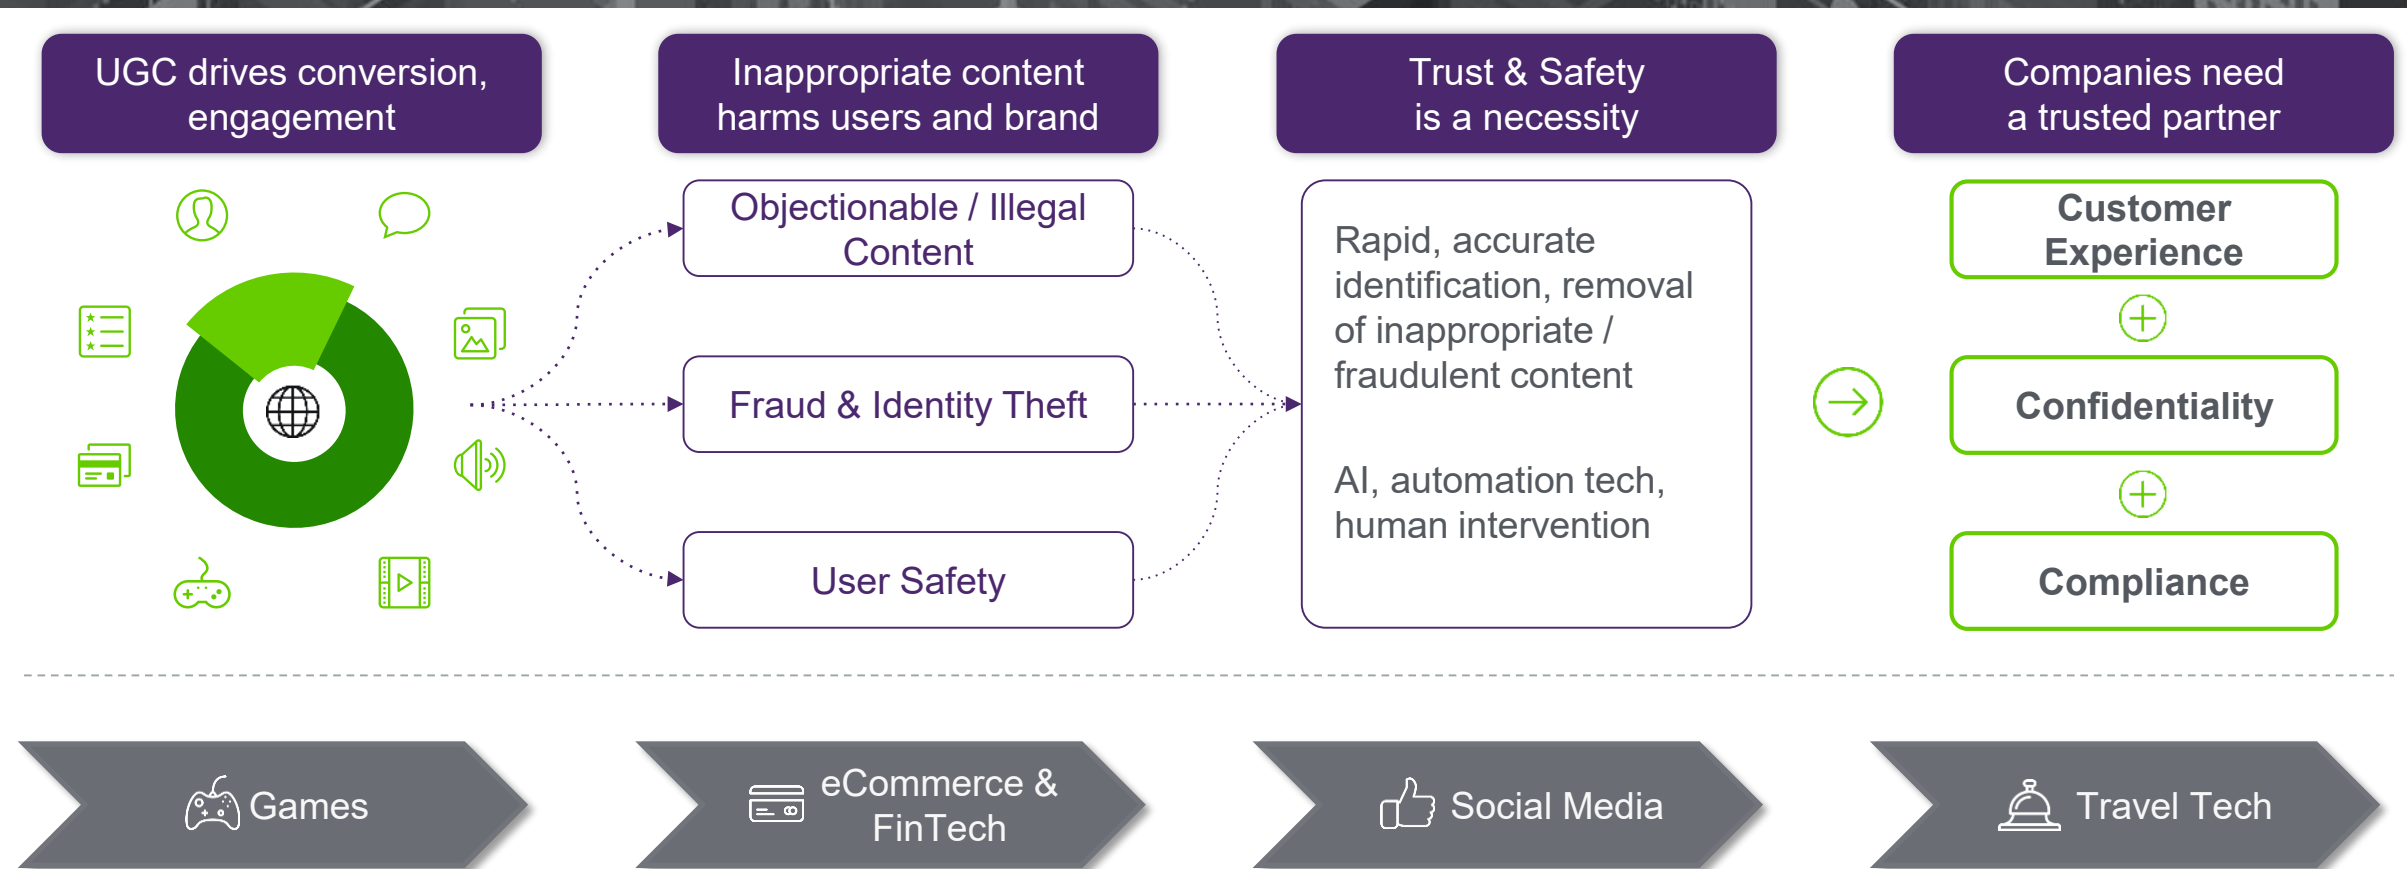 UGC drives conversion,
engagement
Inappropriate content
harms users and brand
Trust & Safety
is a necessity
Companies need
a trusted partner
Objectionable / Illegal
Content
Fraud & Identity Theft
User Safety
Rapid, accurate
identification, removal
of inappropriate /
fraudulent content
AI, automation tech,
human intervention
Customer
Experience
Confidentiality
Compliance
Games
eCommerce &
FinTech
Social Media
Travel Tech